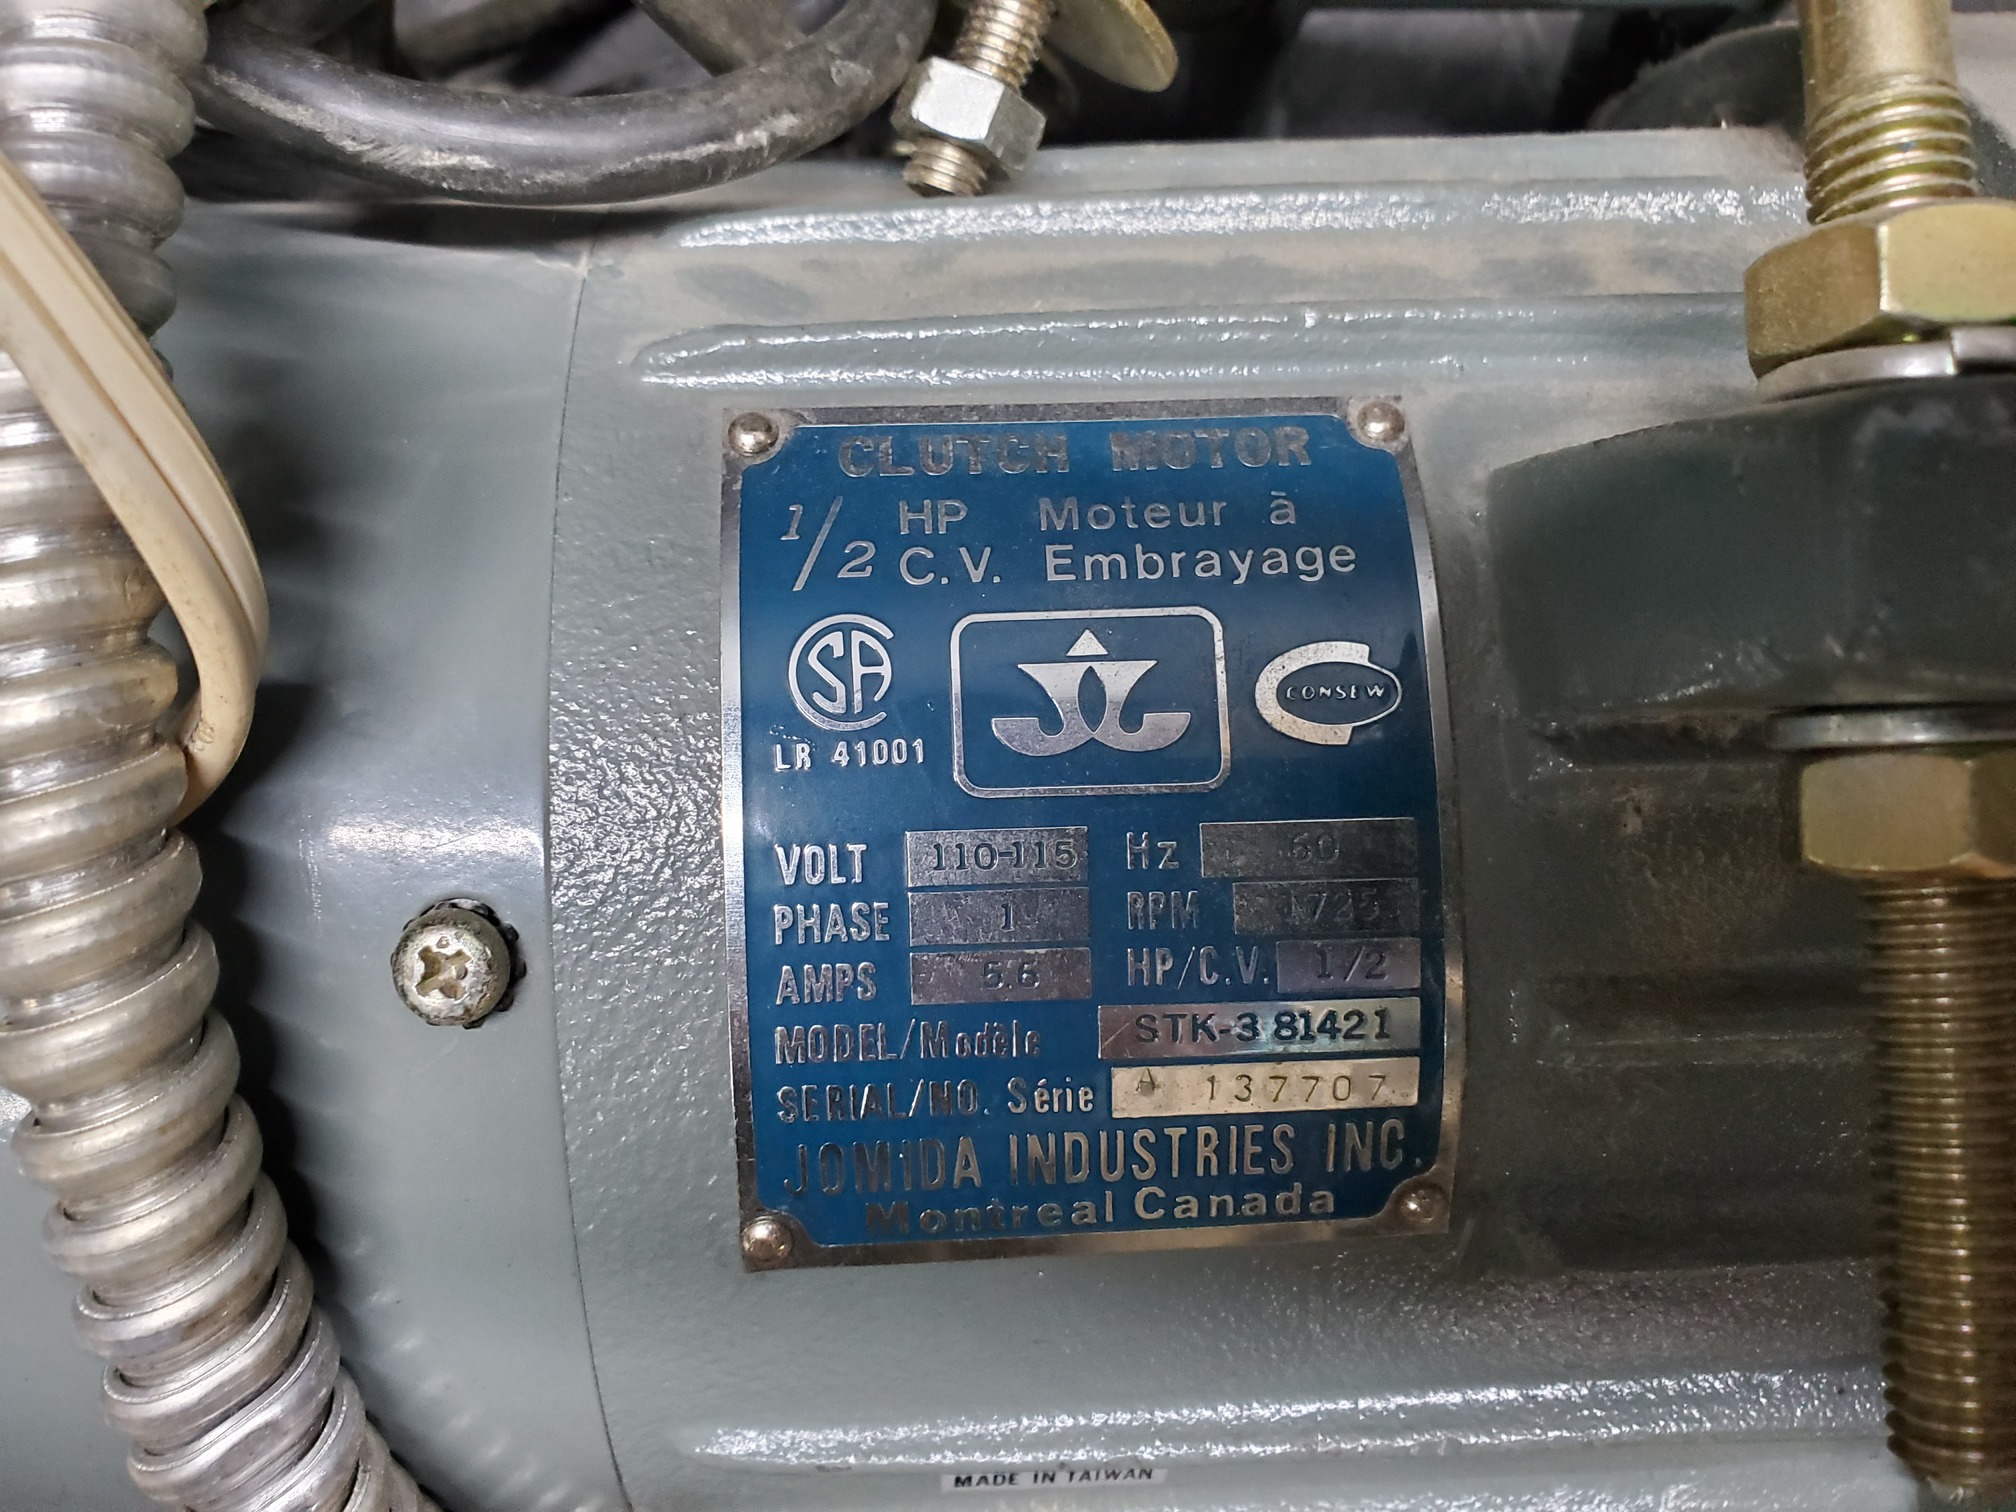 CLUTCH MOTOR
1/2 HP Moteur à
C.V. Embrayage
CSA
LR 41001
CONSEW
VOLT 110-115 Hz 60
PHASE 1 RPM 1725
AMPS 5.6 HP/C.V. 1/2
MODEL/Modèle STK-3 81421
SERIAL/NO. Série A 137707
JOMIDA INDUSTRIES INC.
Montreal Canada
MADE IN TAIWAN